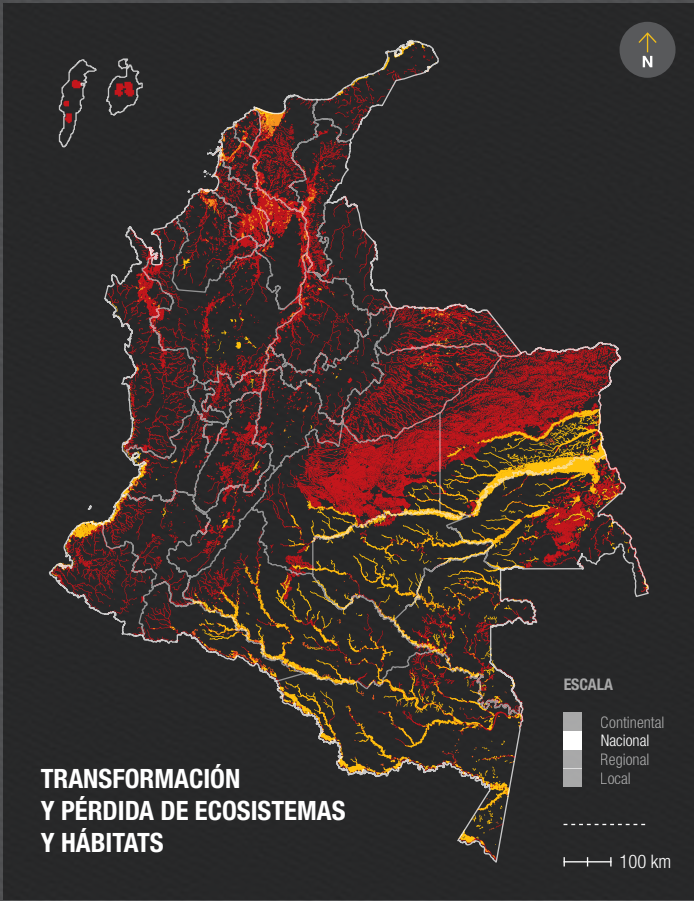 N
ESCALA
Continental
Nacional
Regional
Local
TRANSFORMACIÓN
Y PÉRDIDA DE ECOSISTEMAS
Y HÁBITATS
100 km